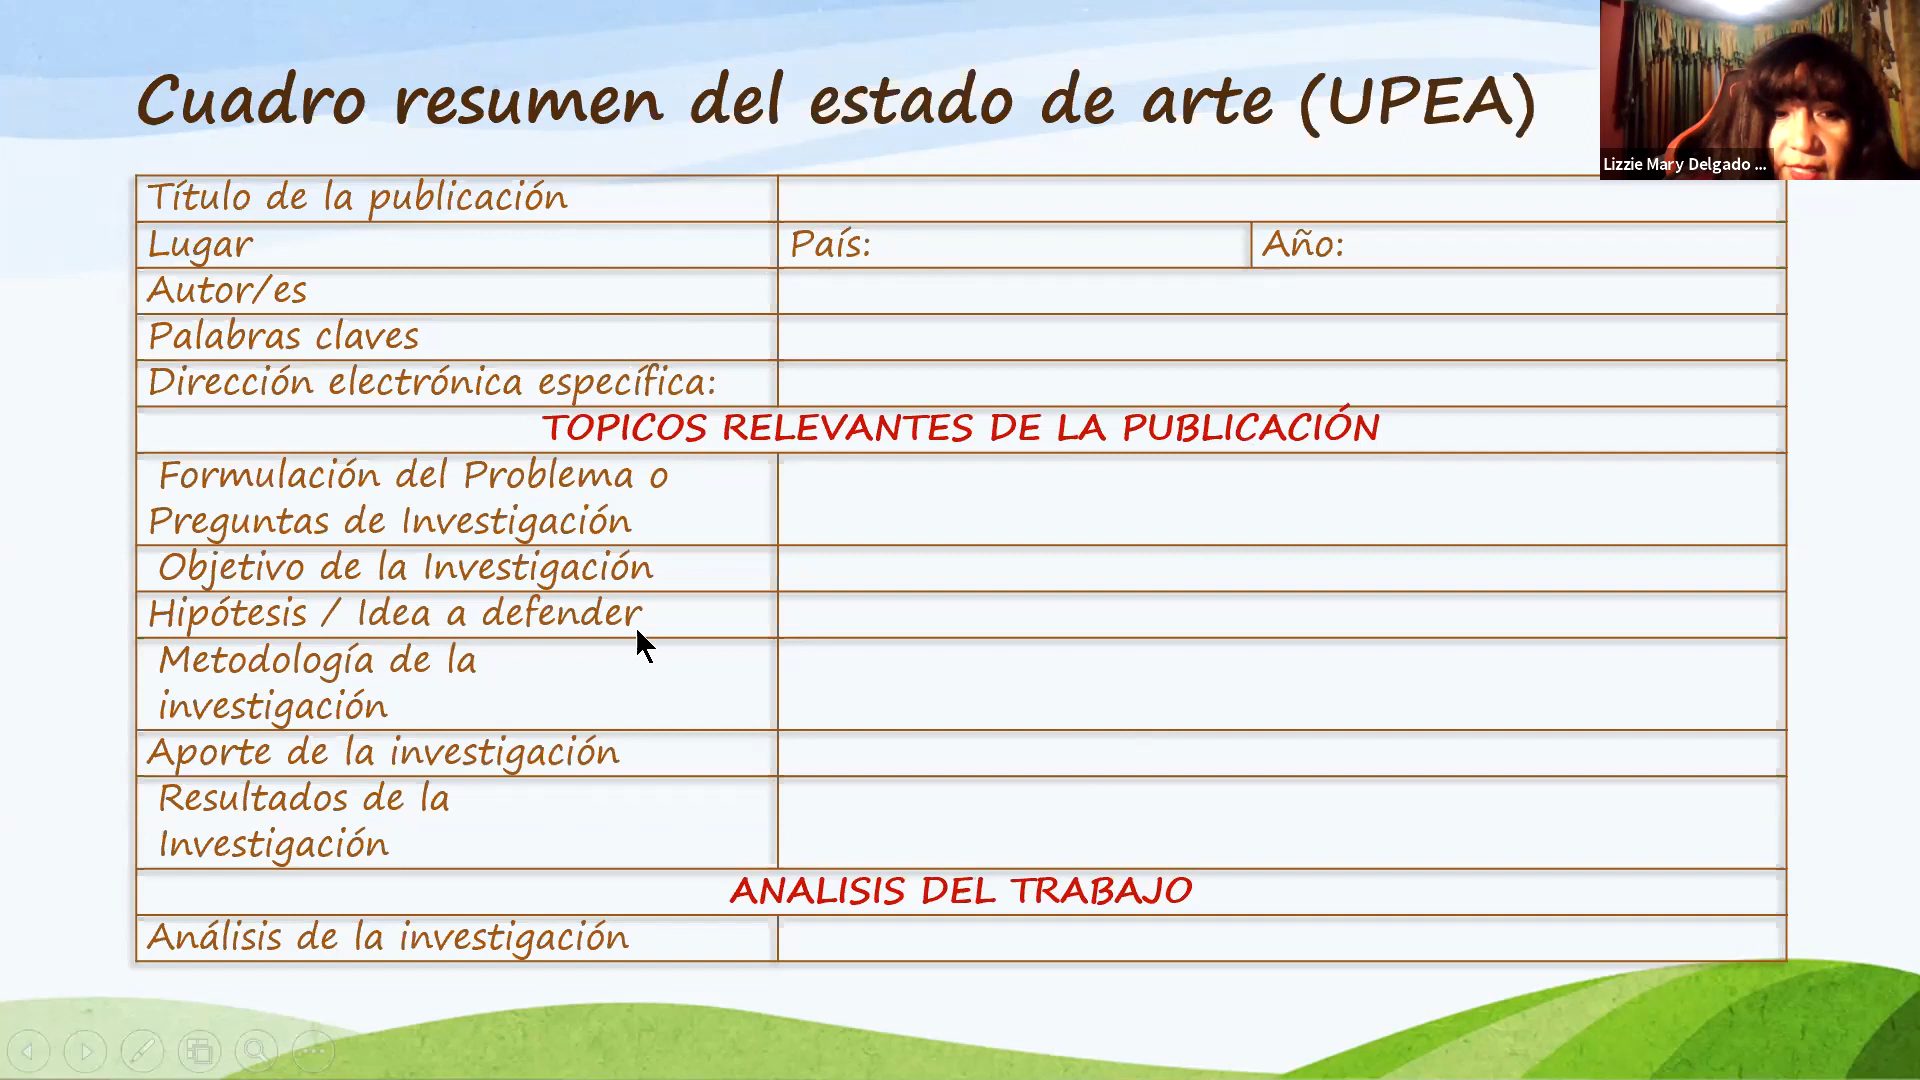 Cuadro resumen del estado de arte (UPEA)
Lizzie Mary Delgado ...
Título de la publicación
Lugar
País:
Año:
Autor/es
Palabras claves
Dirección electrónica específica:
TOPICOS RELEVANTES DE LA PUBLICACIÓN
Formulación del Problema o
Preguntas de Investigación
Objetivo de la Investigación
Hipótesis / Idea a defender
Metodología de la
investigación
Aporte de la investigación
Resultados de la
Investigación
ANALISIS DEL TRABAJO
Análisis de la investigación